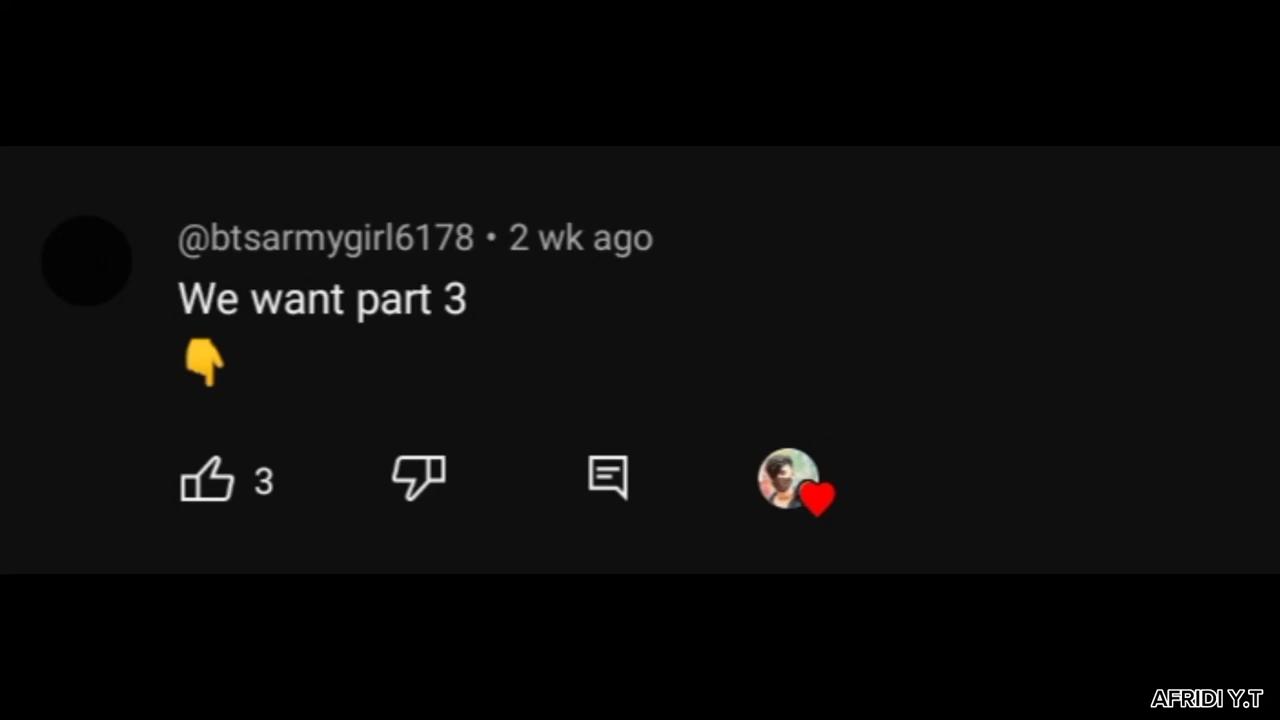 @btsarmygirl6178 • 2 wk ago
We want part 3
👇
3
AFRIDI Y.T